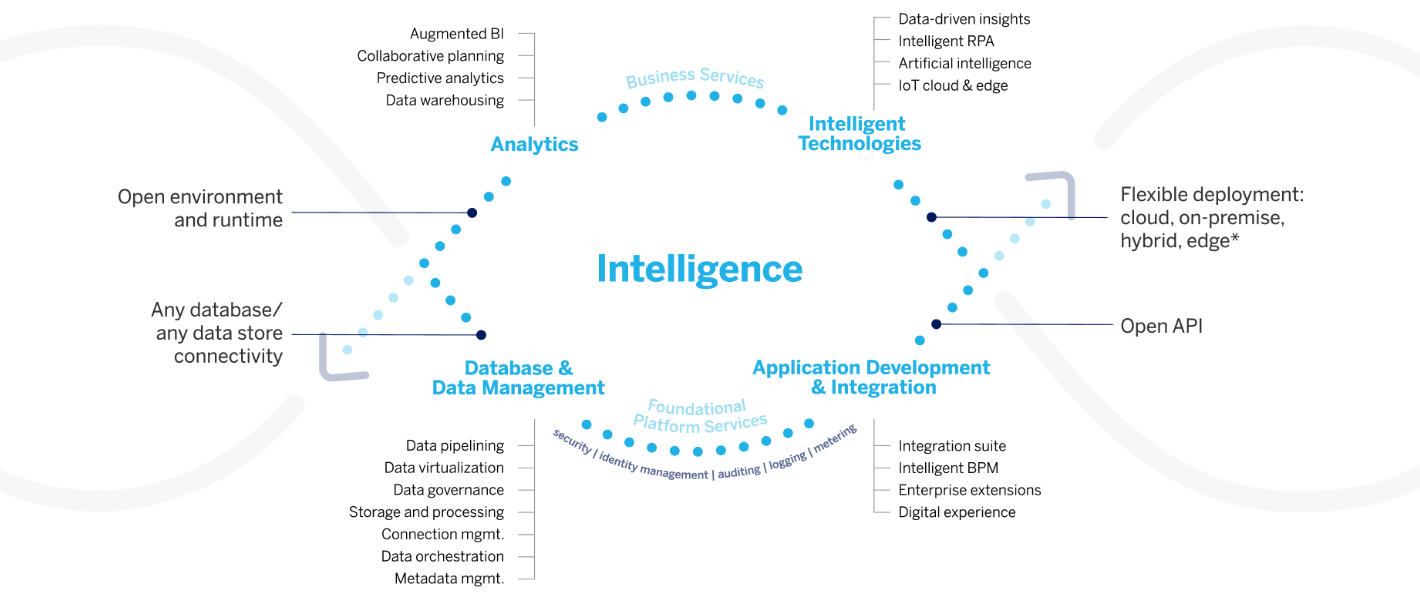 Augmented BI
Collaborative planning
Predictive analytics
Data warehousing
Analytics
Business Services
Data-driven insights
Intelligent RPA
Artificial intelligence
IoT cloud & edge
Intelligent
Technologies
Open environment
and runtime
Flexible deployment:
cloud, on-premise,
hybrid, edge*
Intelligence
Any database/
any data store
connectivity
Open API
Database &
Data Management
Application Development
& Integration
Foundational
Platform Services
security | identity management | auditing | logging | metering
Data pipelining
Data virtualization
Data governance
Storage and processing
Connection mgmt.
Data orchestration
Metadata mgmt.
Integration suite
Intelligent BPM
Enterprise extensions
Digital experience